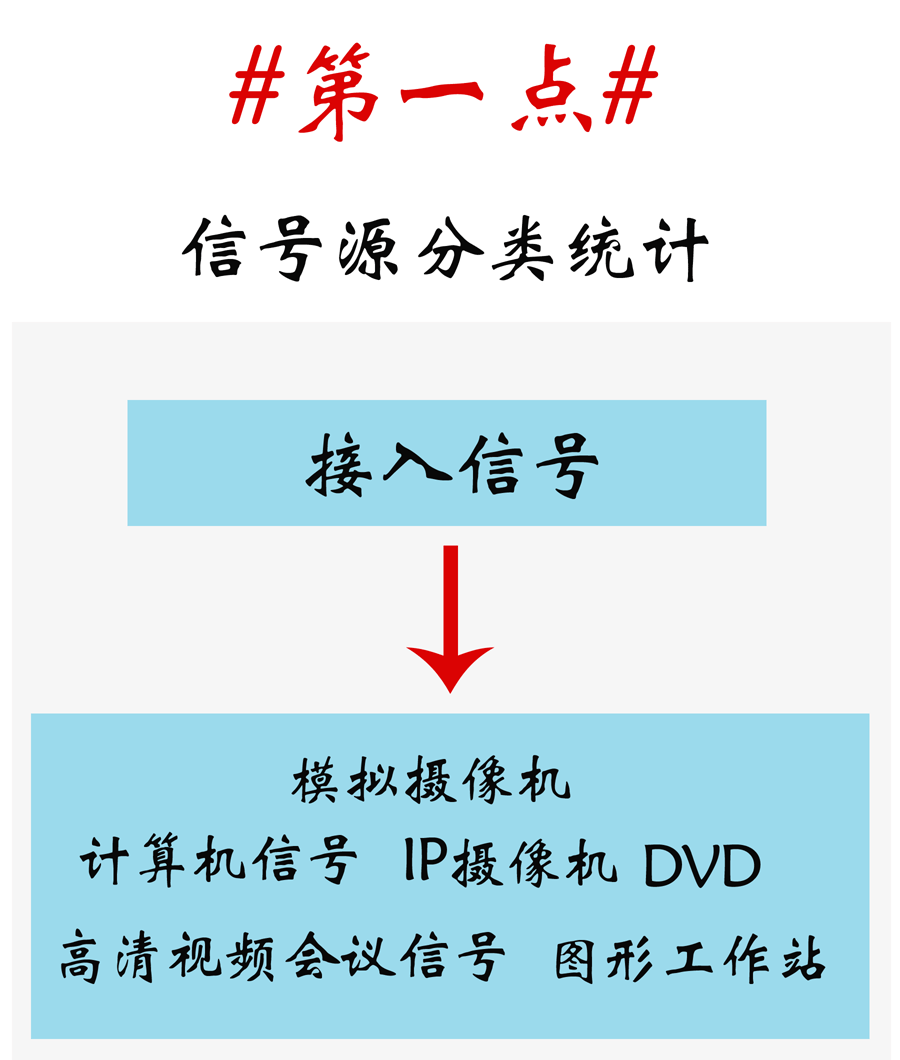 #第一点#
信号源分类统计
接入信号
模拟摄像机
计算机信号 IP摄像机 DVD
高清视频会议信号 图形工作站